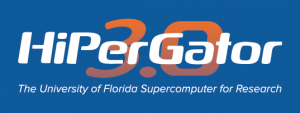 HiPerGator
3.0
The University of Florida Supercomputer for Research